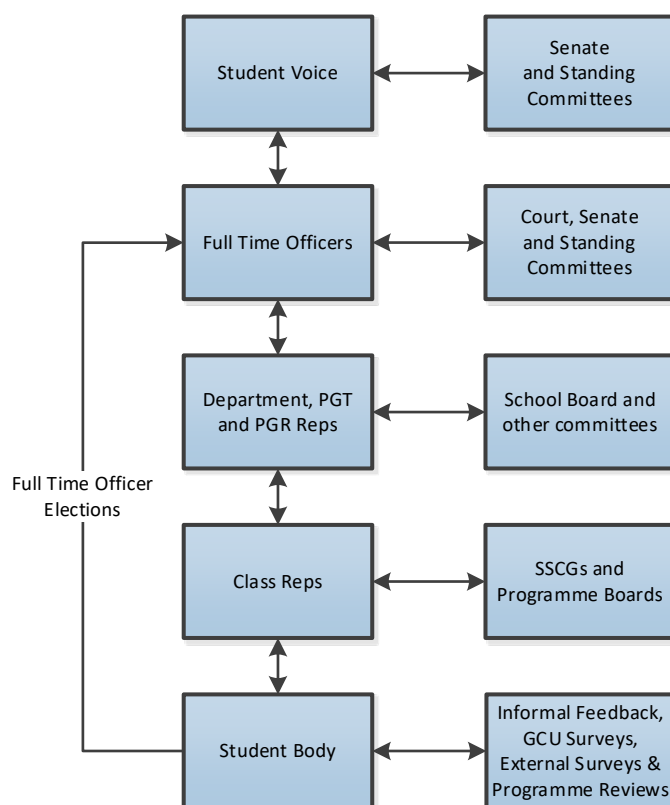 Student Voice
Senate
and Standing
Committees
Full Time Officers
Court, Senate
and Standing
Committees
Department, PGT
and PGR Reps
School Board and
other committees
Full Time Officer
Elections
Class Reps
SSCGs and
Programme Boards
Student Body
Informal Feedback,
GCU Surveys,
External Surveys &
Programme Reviews